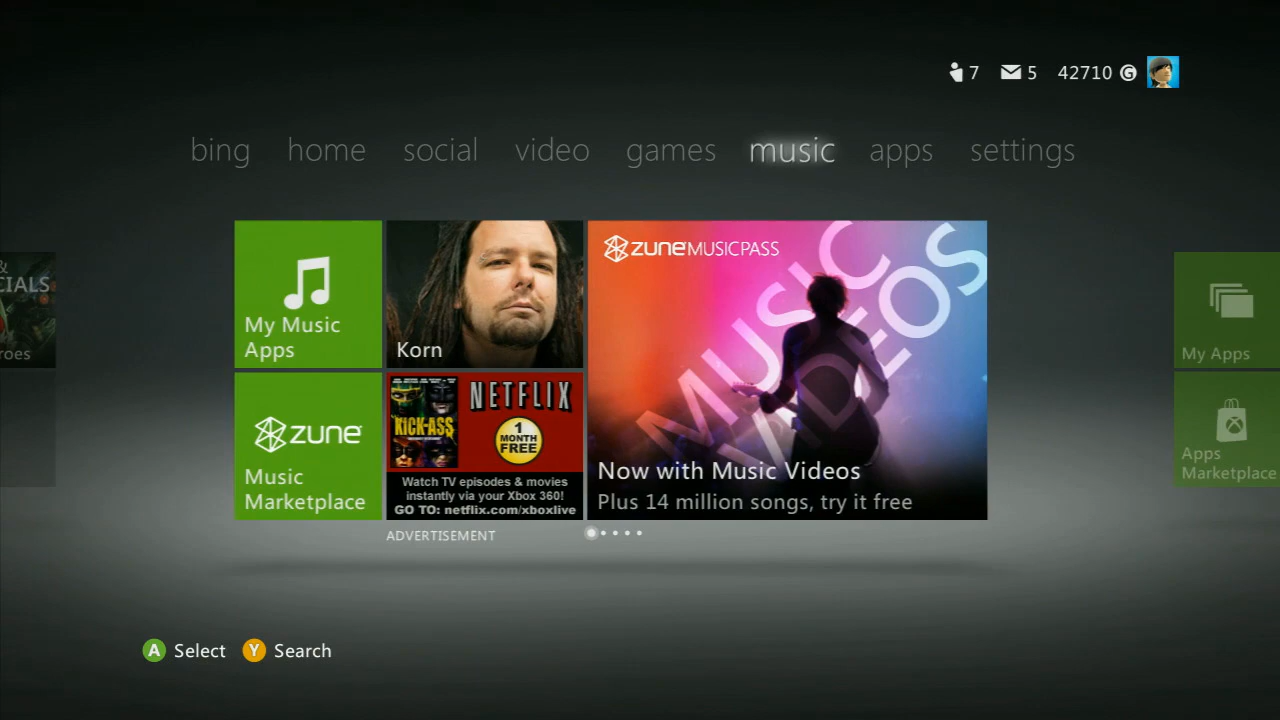 7 5 42710 G
bing home social video games music apps settings
& 
CIALS
roes
My Music
Apps
Korn
zune MUSICPASS
MUSIC
VIDEOS
Now with Music Videos
Plus 14 million songs, try it free
zune
Music
Marketplace
KICK-ASS
NETFLIX
1
MONTH
FREE
Watch TV episodes & movies
instantly via your Xbox 360!
GO TO: netflix.com/xboxlive
ADVERTISEMENT
My Apps
Apps
Marketplace
A Select Y Search